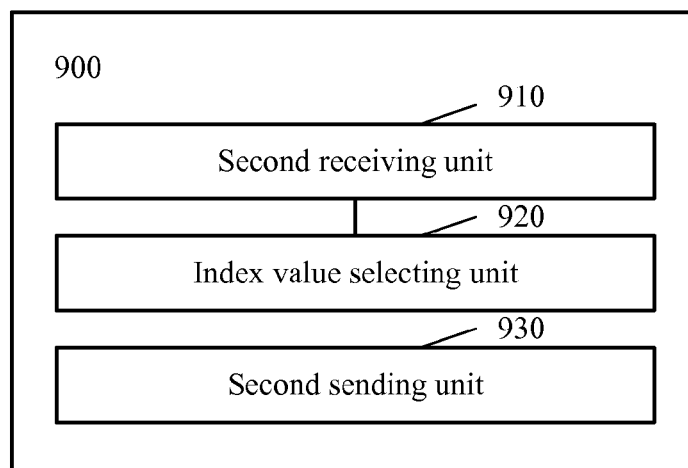 900
910
Second receiving unit
920
Index value selecting unit
930
Second sending unit